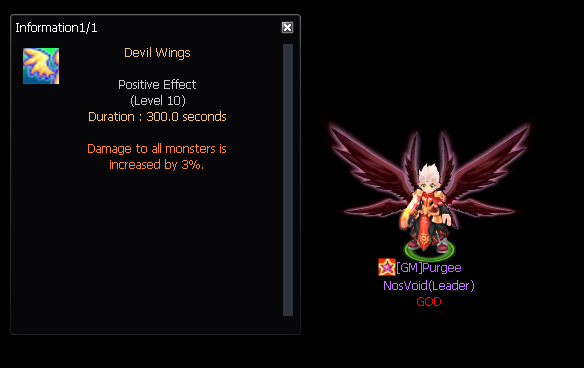 Information1/1
Devil Wings
Positive Effect
(Level 10)
Duration : 300.0 seconds
Damage to all monsters is
increased by 3%.
[GM]Purgee
NosVoid(Leader)
GOD